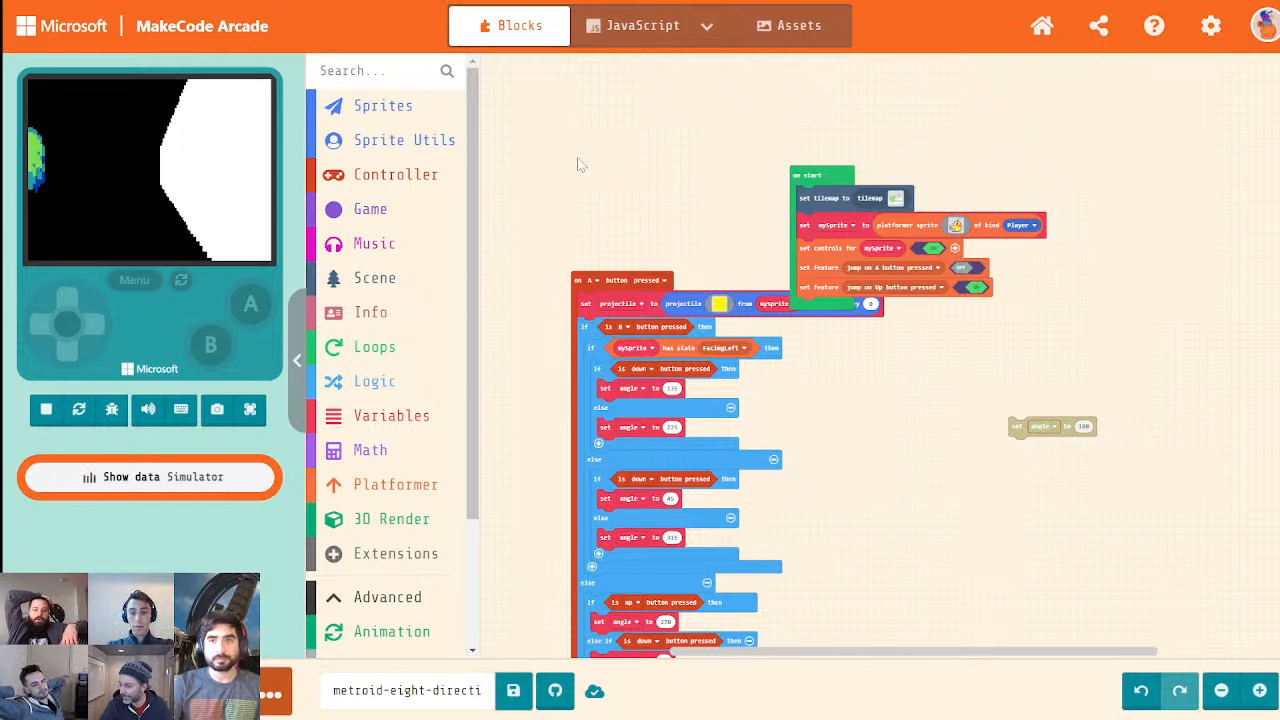 Microsoft | MakeCode Arcade
Blocks
JavaScript
Assets
Search...
Sprites
Sprite Utils
Controller
Game
Music
Scene
Info
Loops
Logic
Variables
Math
Platformer
3D Render
Extensions
Advanced
Animation
Menu
A
B
Microsoft
Show data Simulator
on start
set tilemap to tilemap
set mySprite to platformer sprite of kind Player
set controls for mySprite ON
set feature jump on A button pressed OFF
set feature jump on Up button pressed ON
on A button pressed
set projectile to projectile from mySprite 0
if is B button pressed then
if mySprite has state FacingLeft then
if is down button pressed then
set angle to 135
else
set angle to 225
else
if is down button pressed then
set angle to 45
else
set angle to 315
else
if is up button pressed then
set angle to 270
else if is down button pressed then
set angle to 180
metroid-eight-directi